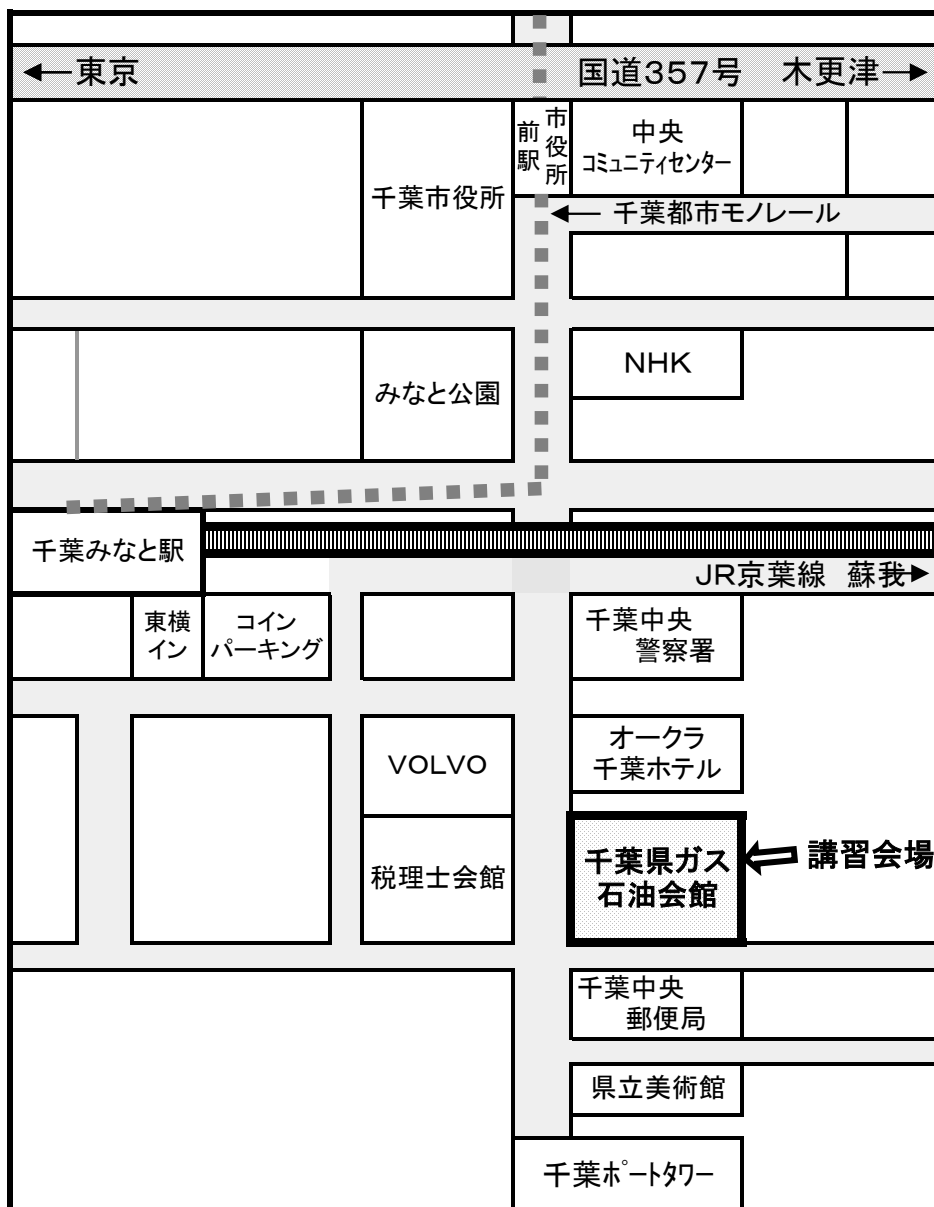 ←東京
国道357号 木更津→
市役所
前駅
中央
コミュニティセンター
千葉市役所
← 千葉都市モノレール
みなと公園
NHK
千葉みなと駅
JR京葉線 蘇我→
東横
イン
コイン
パーキング
千葉中央
警察署
VOLVO
オークラ
千葉ホテル
税理士会館
千葉県ガス
石油会館
⇐ 講習会場
千葉中央
郵便局
県立美術館
千葉ポートタワー